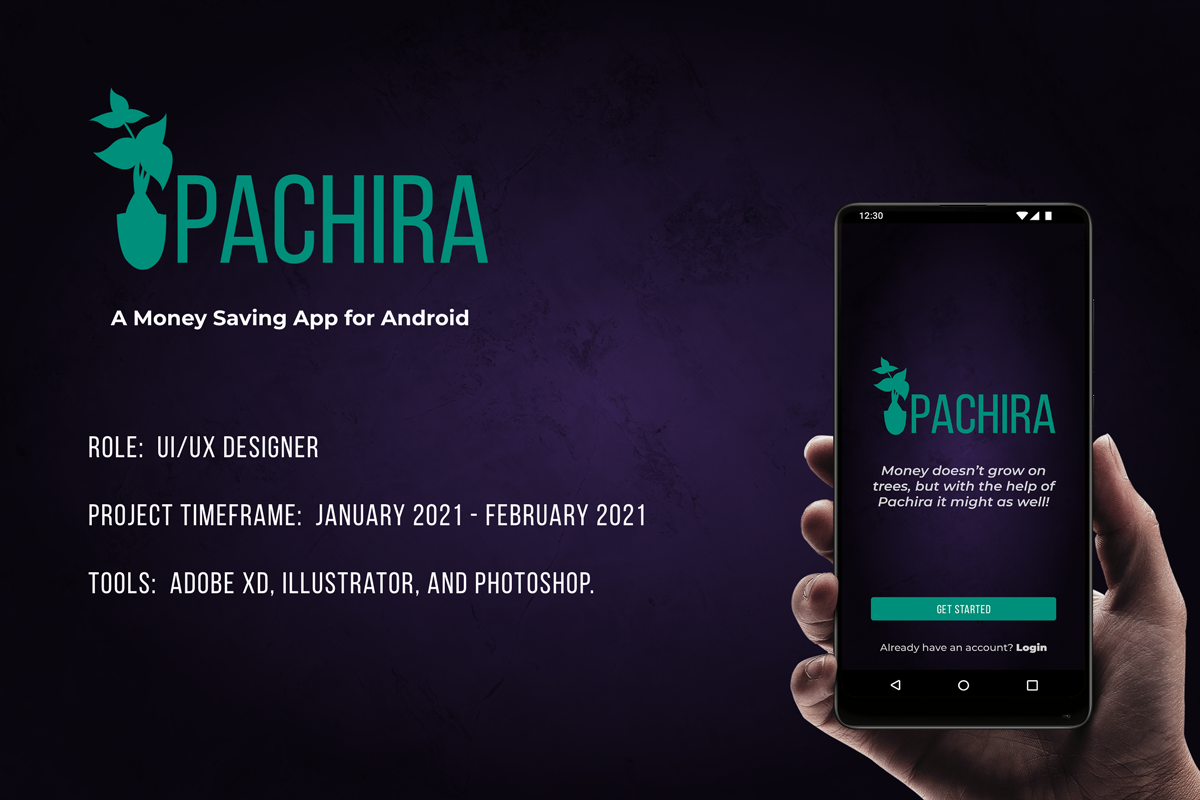 PACHIRA
A Money Saving App for Android
ROLE: UI/UX DESIGNER
PROJECT TIMEFRAME: JANUARY 2021 - FEBRUARY 2021
TOOLS: ADOBE XD, ILLUSTRATOR, AND PHOTOSHOP.
12:30
PACHIRA
Money doesn't grow on
trees, but with the help of
Pachira it might as well!
GET STARTED
Already have an account? Login